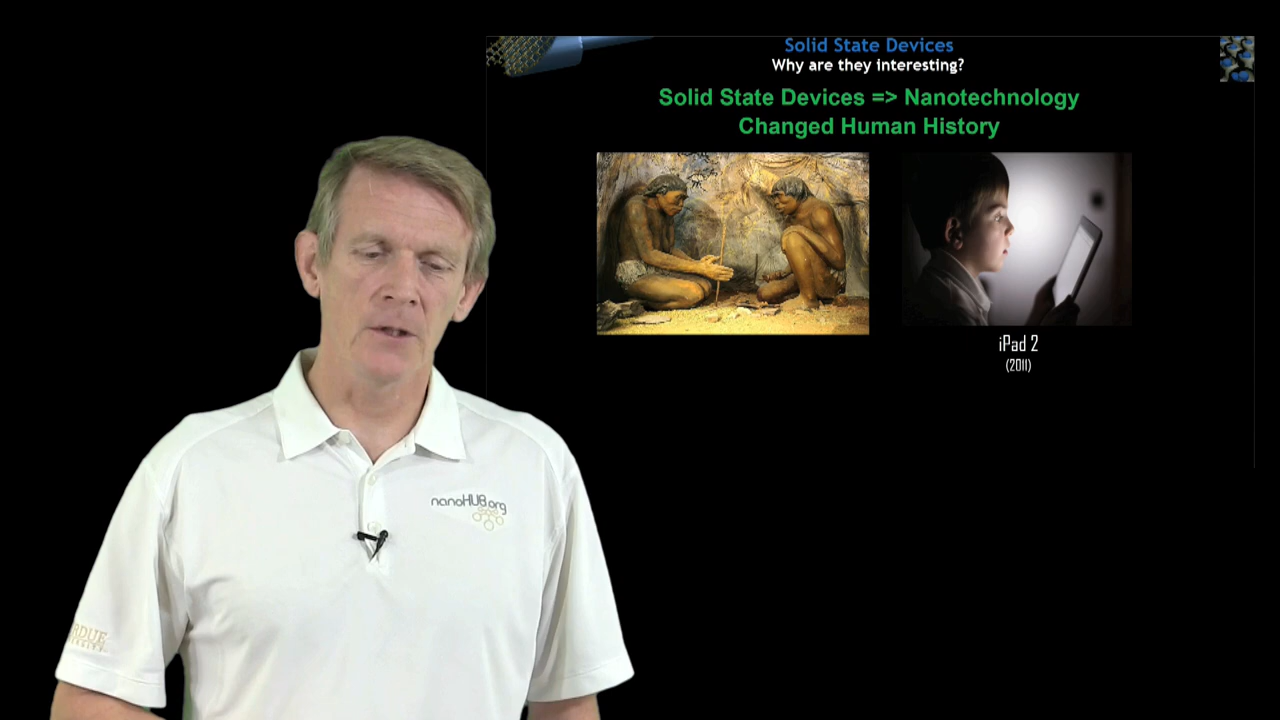 Solid State Devices
Why are they interesting?
Solid State Devices => Nanotechnology
Changed Human History
iPad 2
(2011)
nanoHUB.org